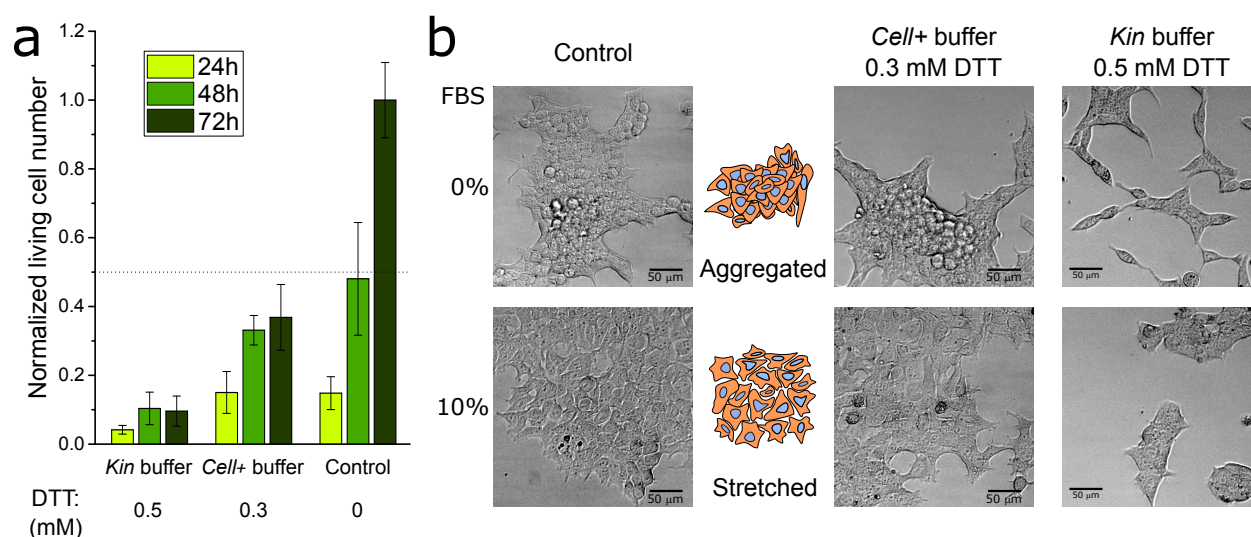 a
Normalized living cell number
1.2
1.0
0.8
0.6
0.4
0.2
0.0
24h
48h
72h
Kin buffer
Cell+ buffer
Control
DTT:
(mM)
0.5
0.3
0
b
Control
Cell+ buffer
0.3 mM DTT
Kin buffer
0.5 mM DTT
FBS
0%
50 μm
Aggregated
50 μm
50 μm
10%
50 μm
Stretched
50 μm
50 μm